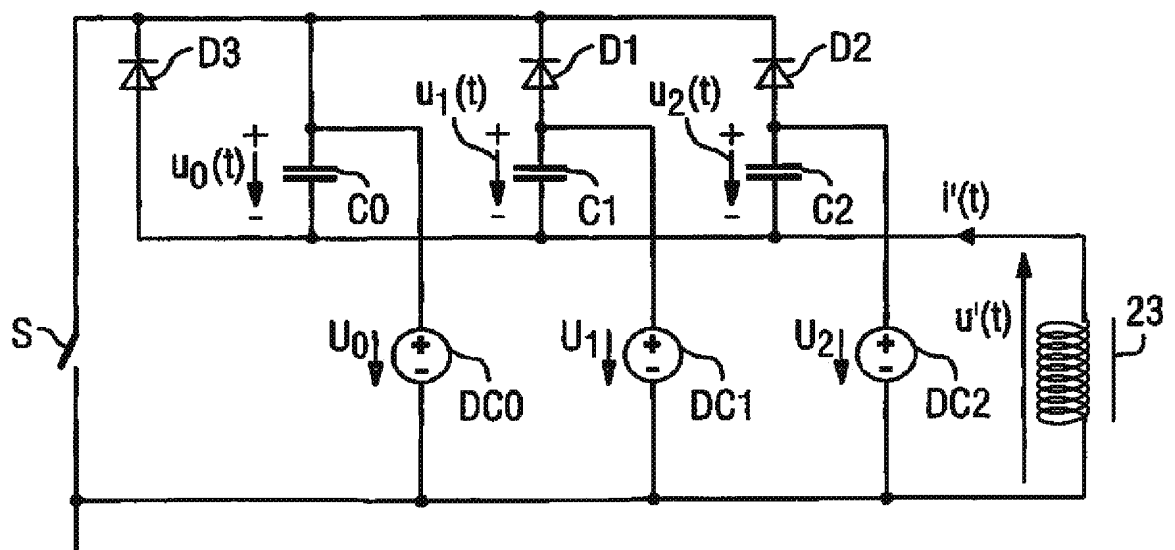 D3 D1 D2
u₁(t) u₂(t)
+ + +
u₀(t)
C0 C1 C2
- - -
i'(t)
S U₀ + U₁ + U₂ + u'(t) 23
- - -
DC0 DC1 DC2